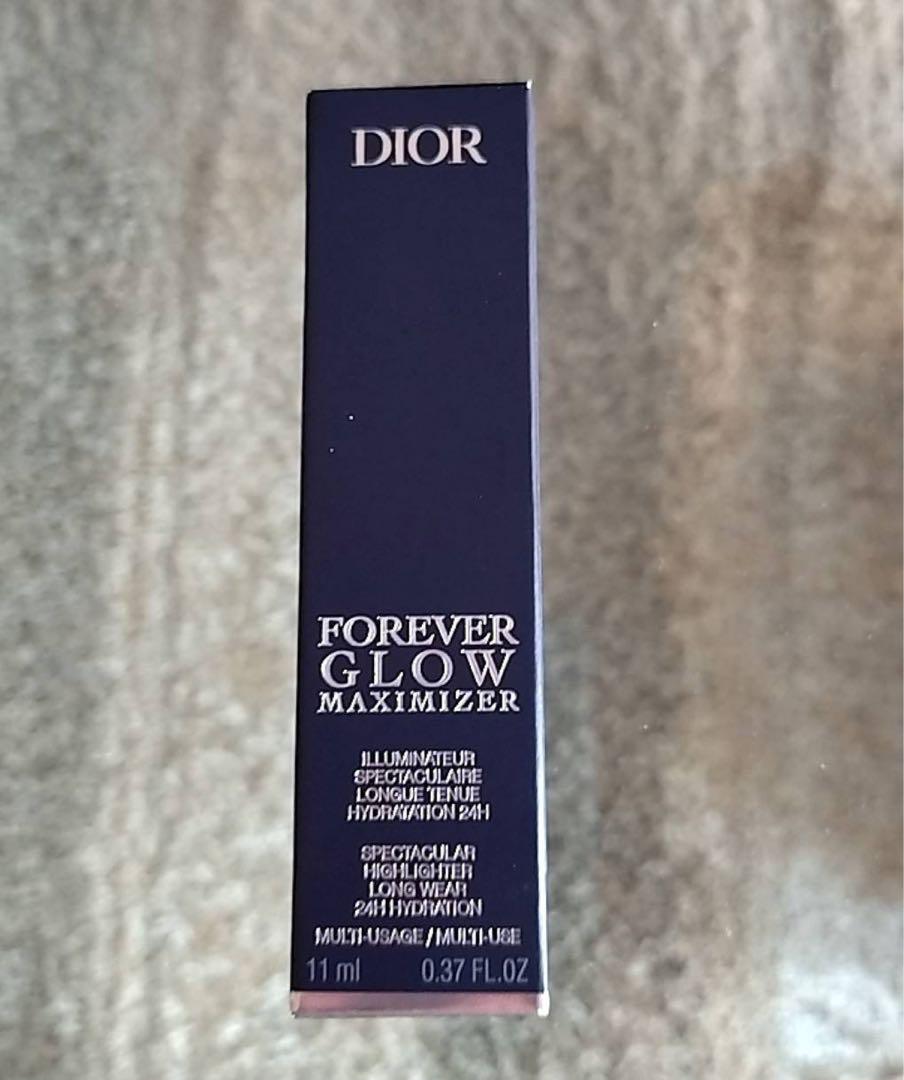 DIOR
FOREVER
GLOW
MAXIMIZER
ILLUMINATEUR
SPECTACULAIRE
LONGUE TENUE
HYDRATATION 24H
SPECTACULAR
HIGHLIGHTER
LONG WEAR
24H HYDRATION
MULTI-USAGE / MULTI-USE
11 ml 0.37 FL.OZ